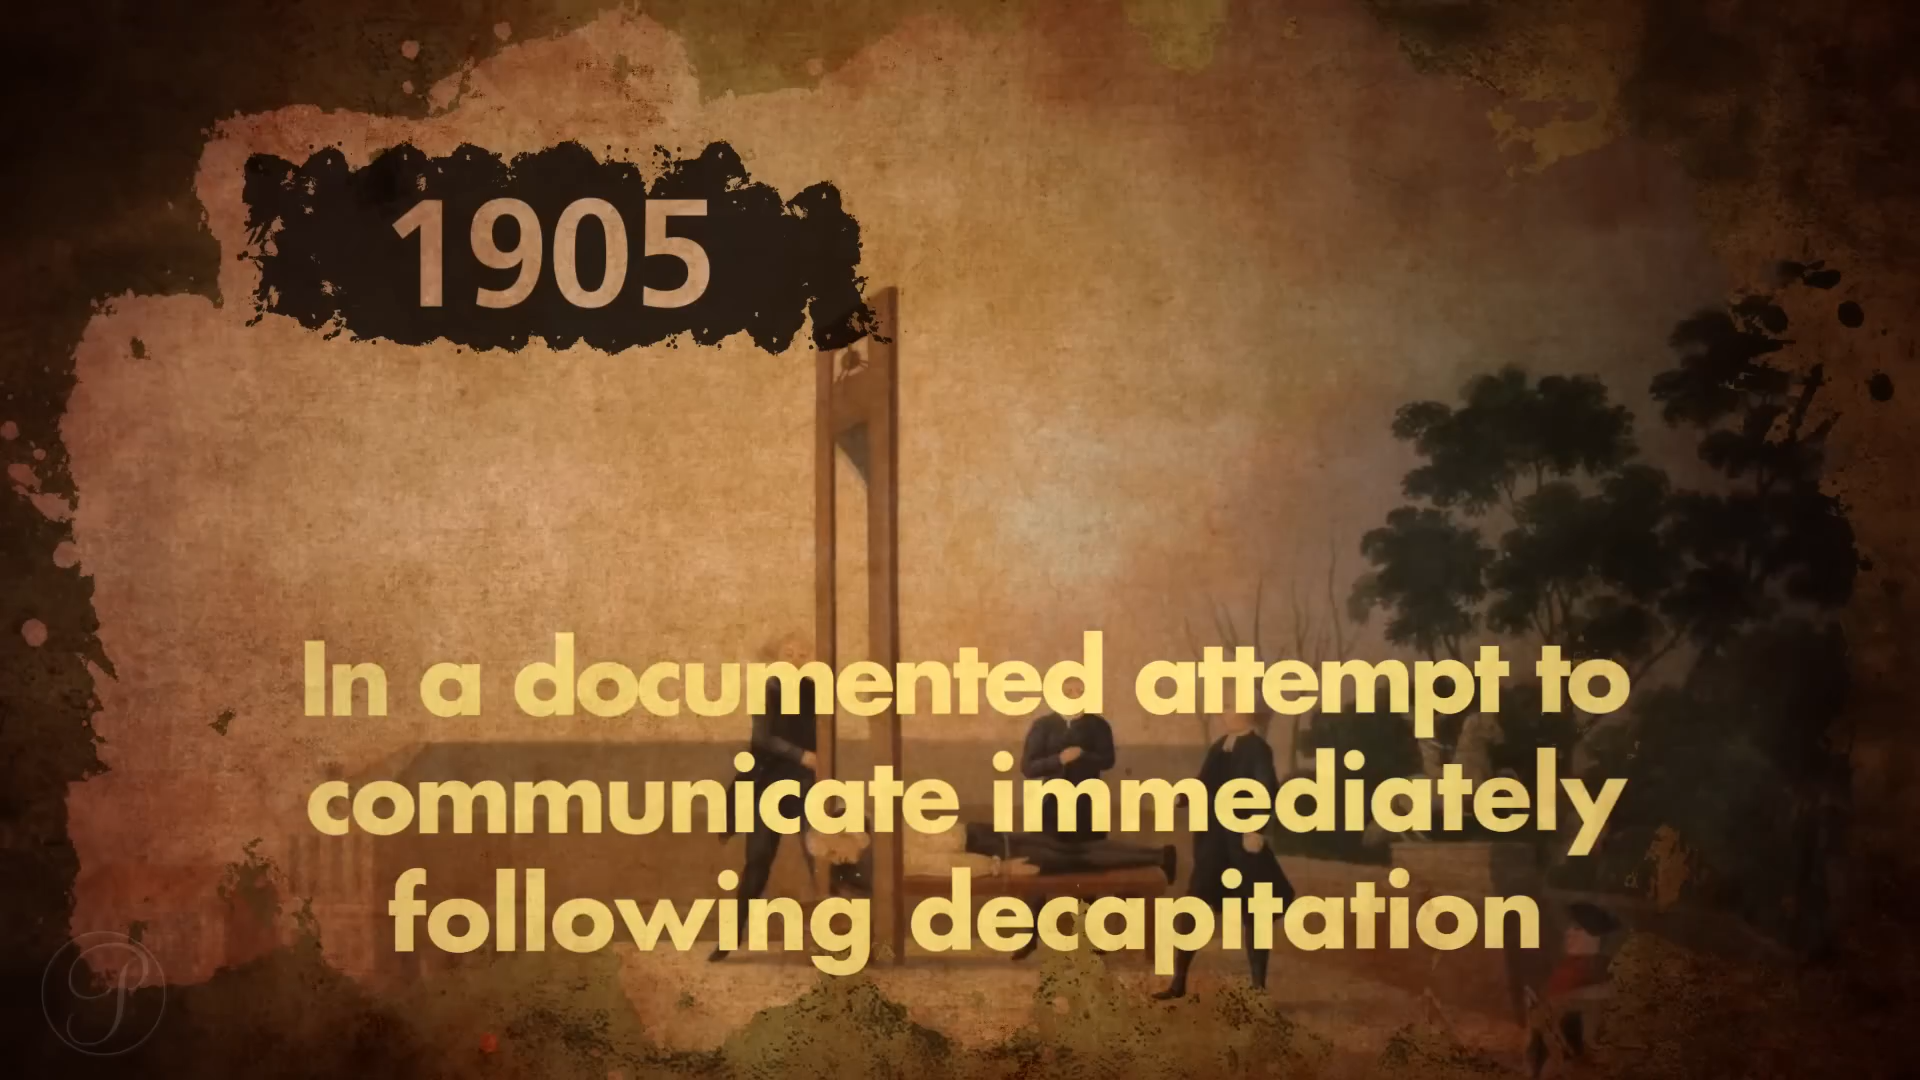 1905
In a documented attempt to
communicate immediately
following decapitation
P